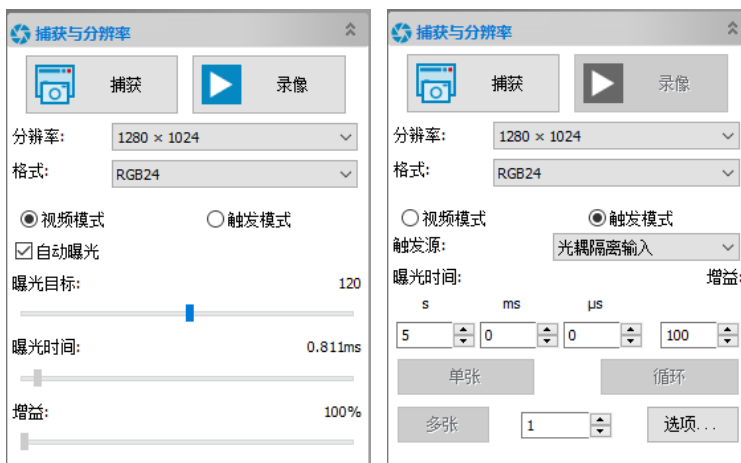 捕获与分辨率
捕获 录像
分辨率: 1280 × 1024
格式: RGB24
视频模式 触发模式
自动曝光
曝光目标: 120
曝光时间: 0.811ms
增益: 100%
捕获与分辨率
捕获 录像
分辨率: 1280 × 1024
格式: RGB24
视频模式 触发模式
触发源: 光耦隔离输入
曝光时间: 增益:
s ms μs
5 0 0 100
单张 循环
多张 1 选项...